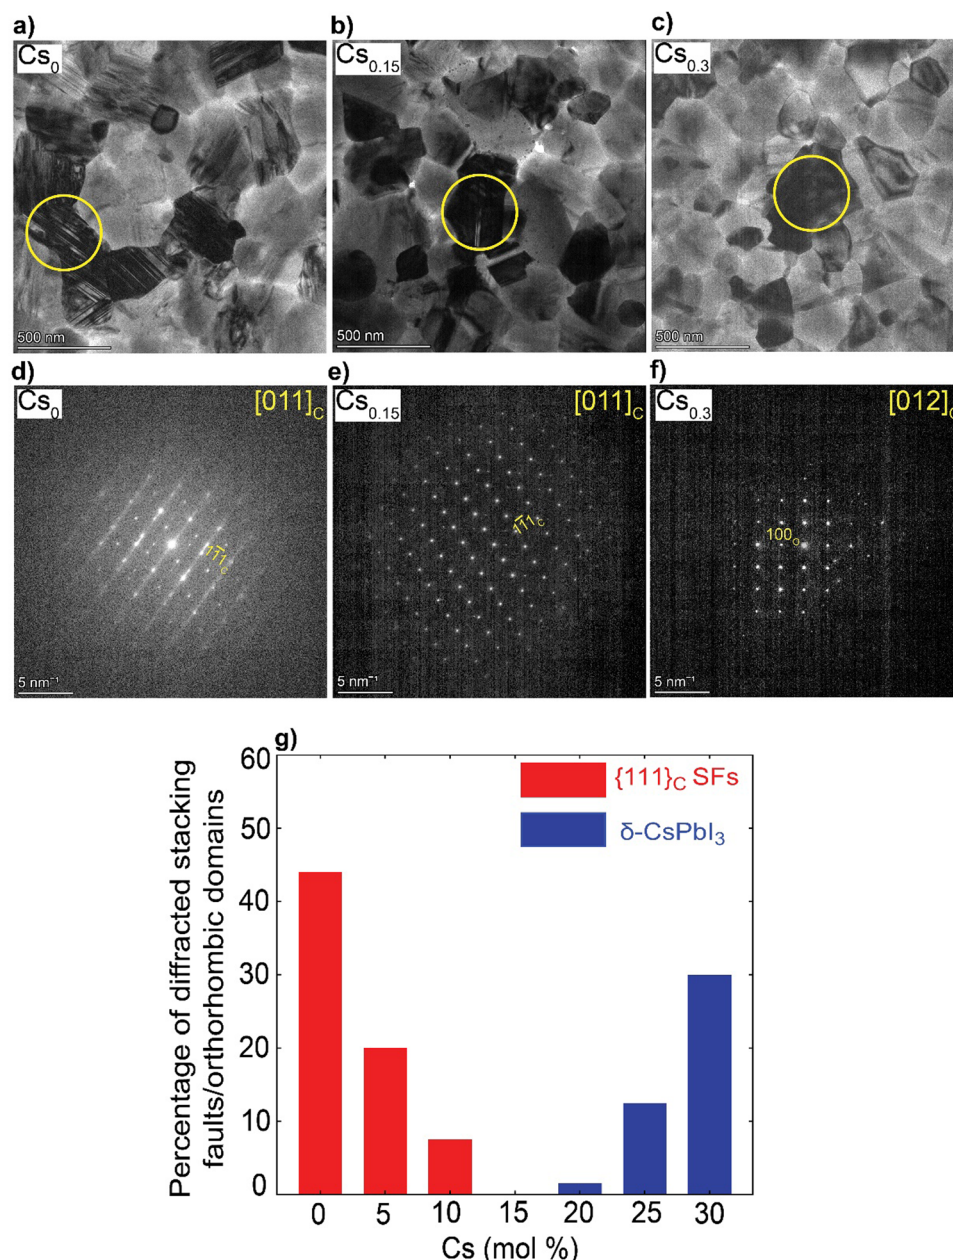 a)
Cs₀
500 nm
b)
Cs₀.₁₅
500 nm
c)
Cs₀.₃
500 nm
d)
Cs₀
[011]C
11̄1C
5 nm⁻¹
e)
Cs₀.₁₅
[011]C
5 nm⁻¹
f)
Cs₀.₃
[012]C
100O
5 nm⁻¹
g)
Percentage of diffracted stacking
faults/orthorhombic domains
60
50
40
30
20
10
0
{111}C SFs
δ-CsPbI₃
0 5 10 15 20 25 30
Cs (mol %)